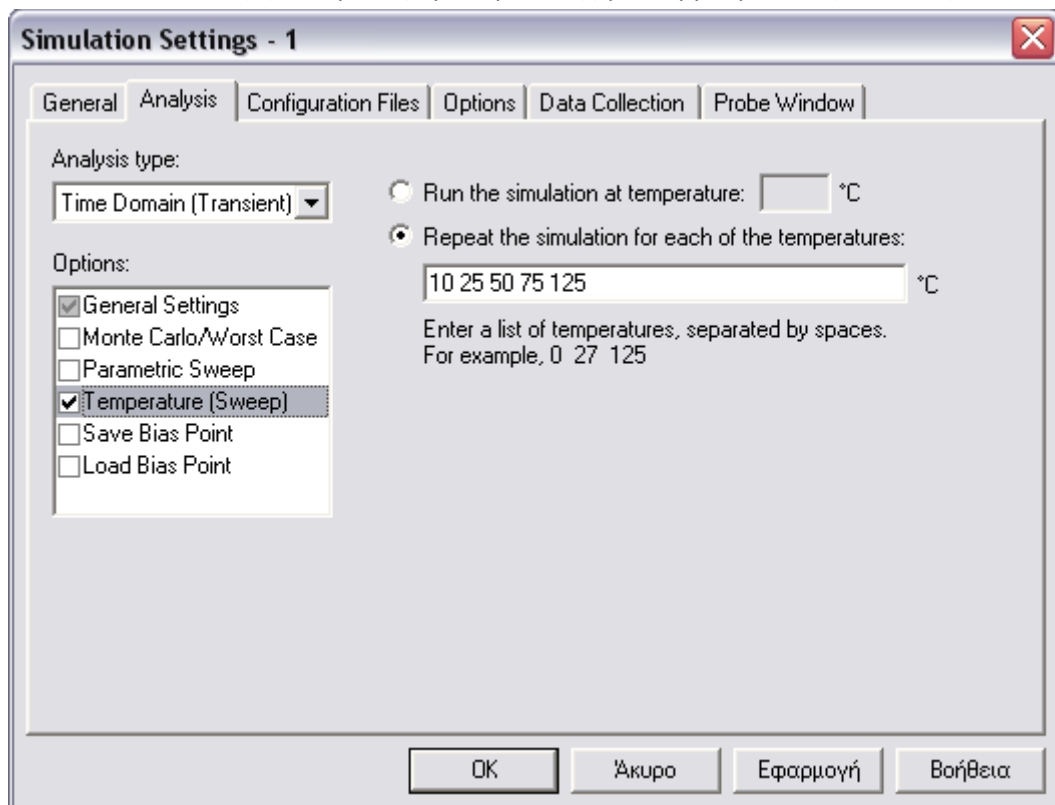 Simulation Settings - 1
General Analysis Configuration Files Options Data Collection Probe Window
Analysis type:
Time Domain (Transient)
Options:
General Settings
Monte Carlo/Worst Case
Parametric Sweep
Temperature (Sweep)
Save Bias Point
Load Bias Point
Run the simulation at temperature: °C
Repeat the simulation for each of the temperatures:
10 25 50 75 125 °C
Enter a list of temperatures, separated by spaces.
For example, 0 27 125
OK Άκυρο Εφαρμογή Βοήθεια